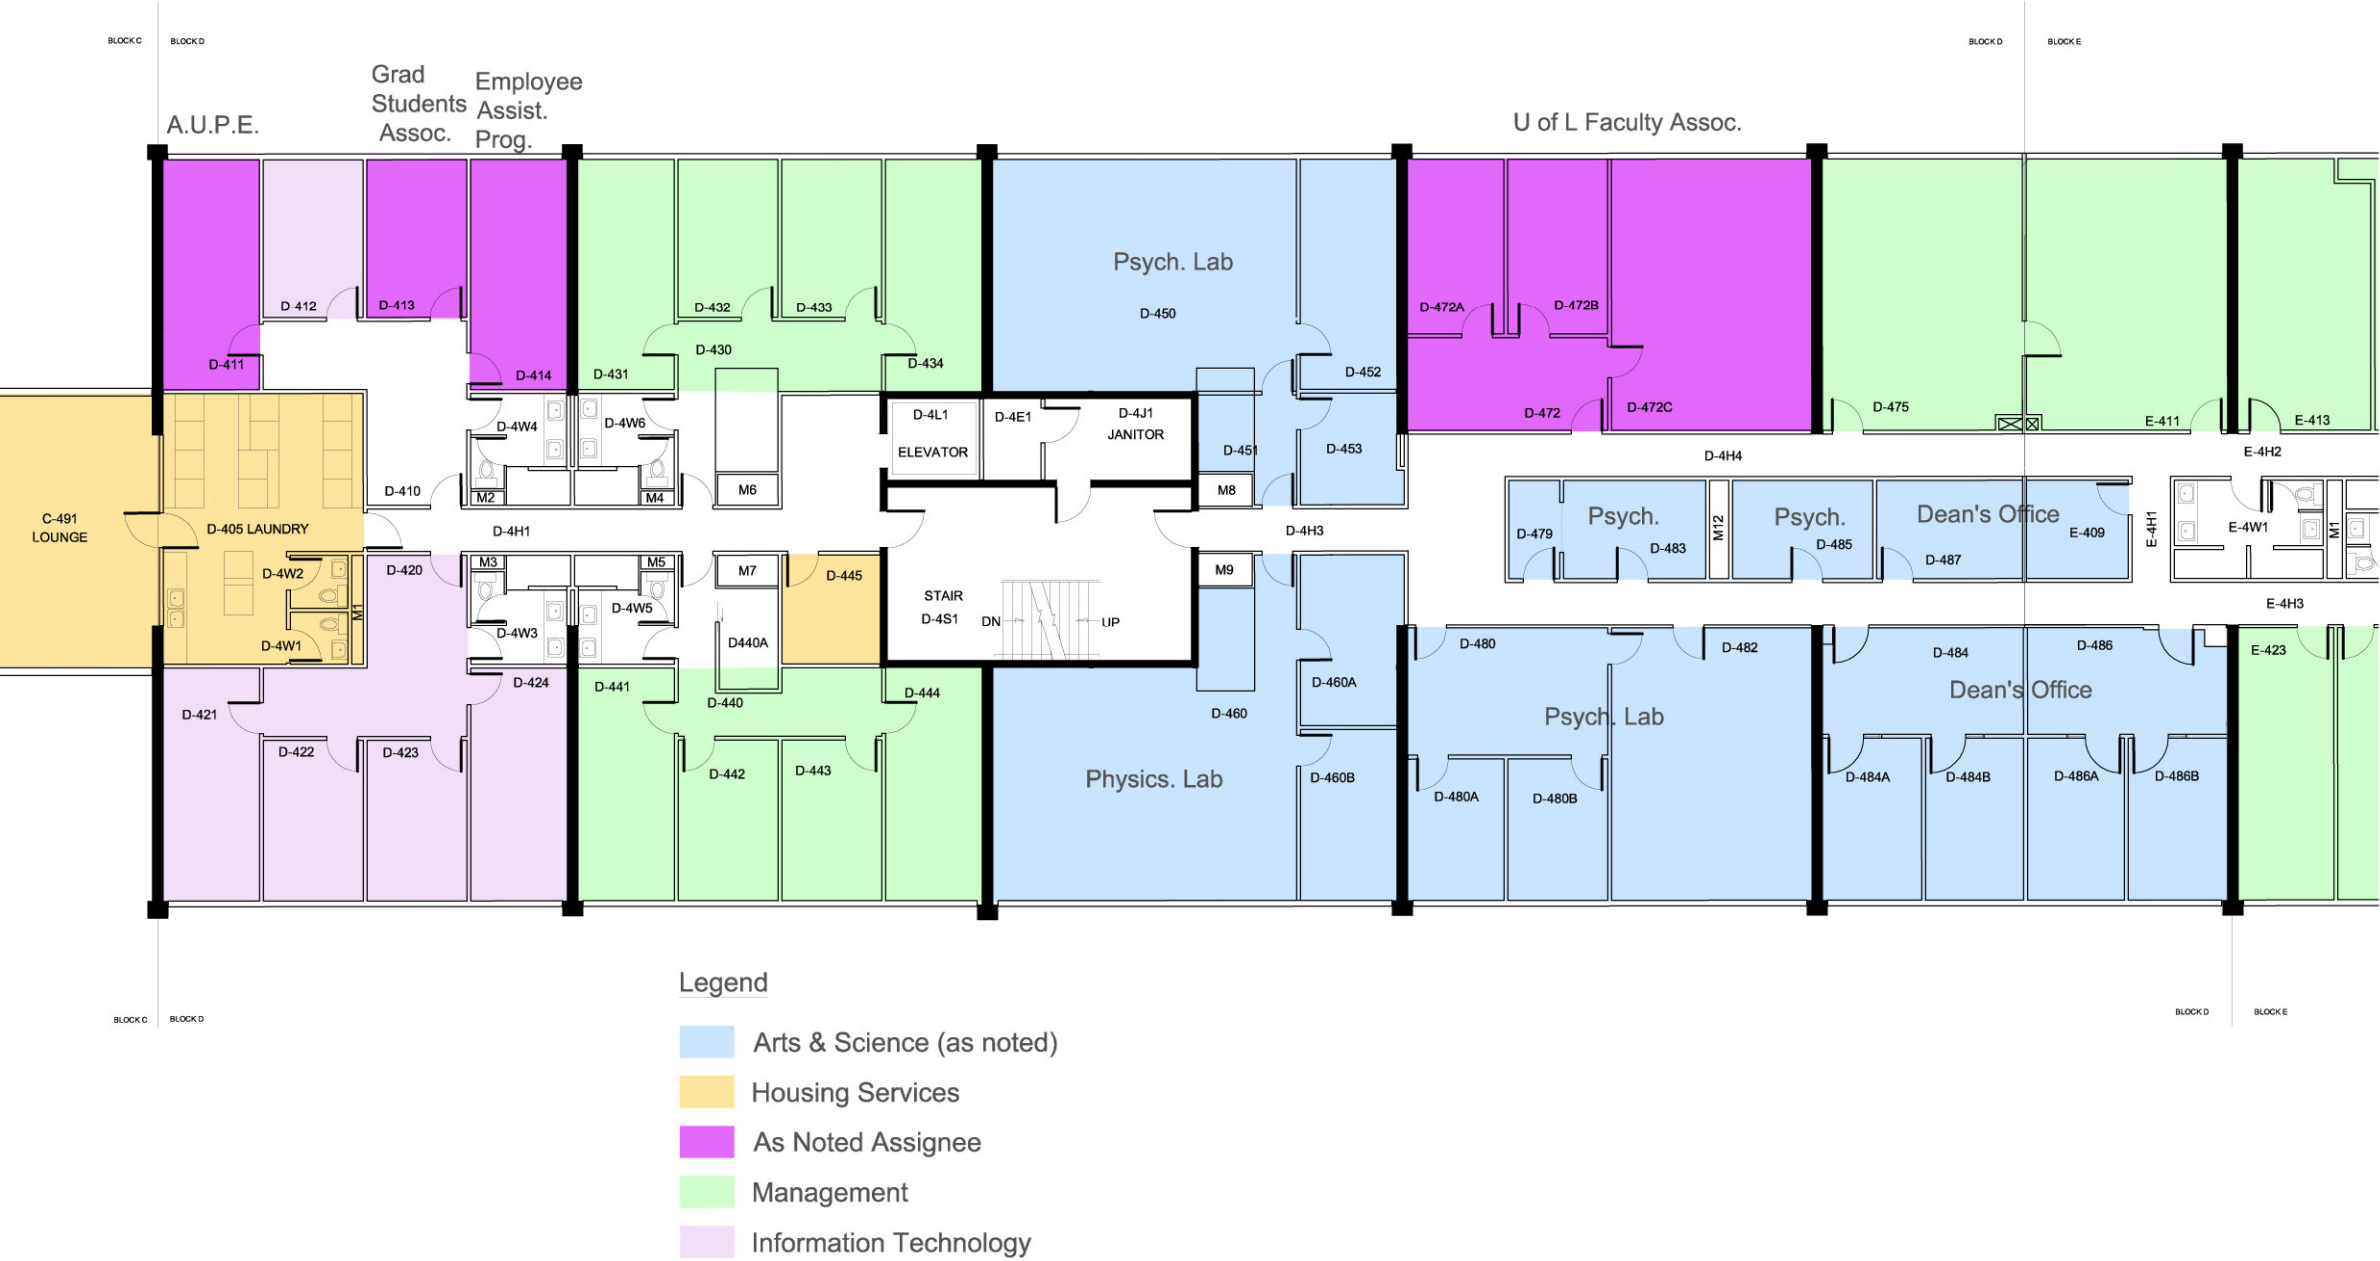 BLOCK C
BLOCK D
BLOCK D
BLOCK E
Grad
Students
Assoc.
Employee
Assist.
Prog.
A.U.P.E.
U of L Faculty Assoc.
D-411
D-412
D-413
D-414
D-431
D-432
D-433
D-430
D-434
Psych. Lab
D-450
D-452
D-472A
D-472B
D-472
D-472C
D-475
E-411
E-413
C-491
LOUNGE
D-405 LAUNDRY
D-410
D-4W4
M2
D-4W6
M4
M6
D-4L1
ELEVATOR
D-4E1
D-4J1
JANITOR
D-451
M8
D-453
D-4H4
E-4H2
D-4H1
D-4H3
D-479
Psych.
D-483
M12
Psych.
D-485
Dean's Office
D-487
E-409
E-4H1
E-4W1
M1
D-4W2
D-4W1
M1
D-420
M3
D-4W3
M5
D-4W5
M7
D440A
D-445
STAIR
D-4S1
DN
UP
M9
D-460A
E-4H3
D-421
D-422
D-423
D-424
D-441
D-440
D-444
D-442
D-443
D-460
Physics. Lab
D-460B
D-480
D-482
Psych. Lab
D-480A
D-480B
D-484
D-486
Dean's Office
D-484A
D-484B
D-486A
D-486B
E-423
BLOCK C
BLOCK D
BLOCK D
BLOCK E
Legend
Arts & Science (as noted)
Housing Services
As Noted Assignee
Management
Information Technology